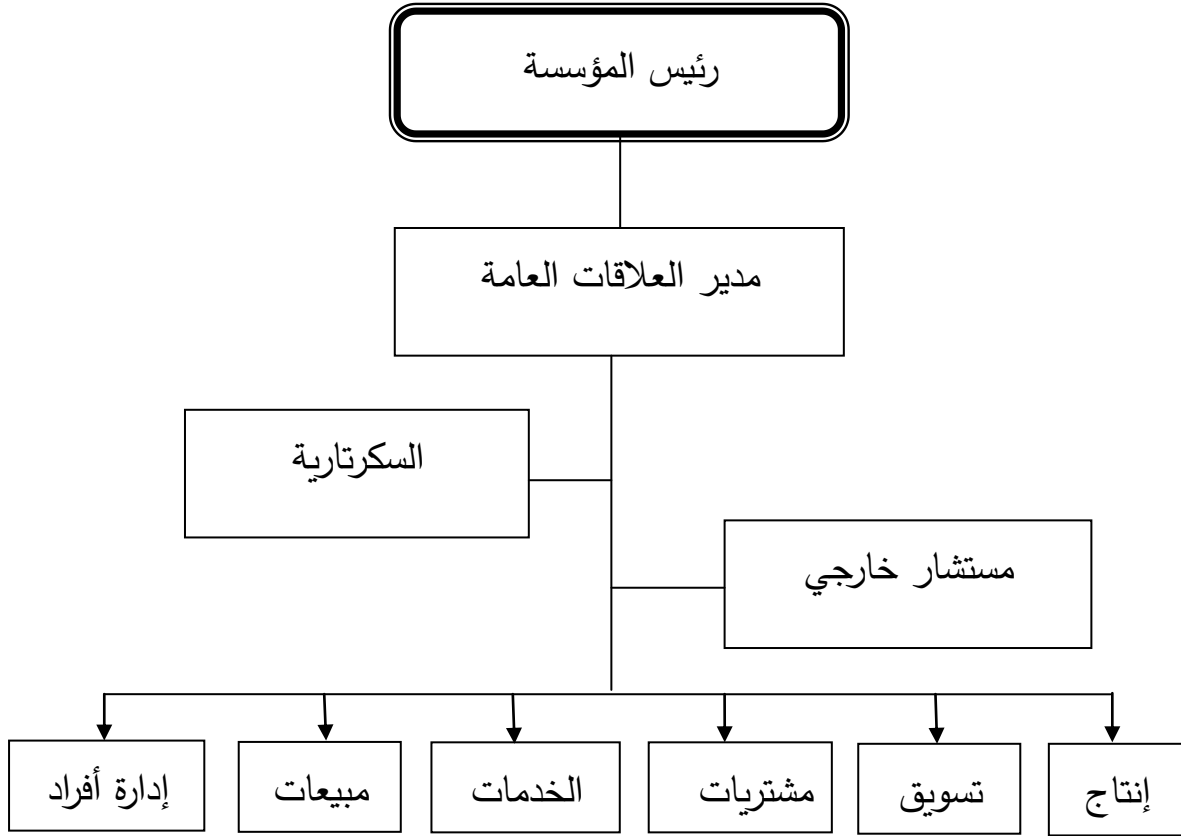 رئيس المؤسسة
مدير العلاقات العامة
السكرتارية
مستشار خارجي
إنتاج
تسويق
مشتريات
الخدمات
مبيعات
إدارة أفراد